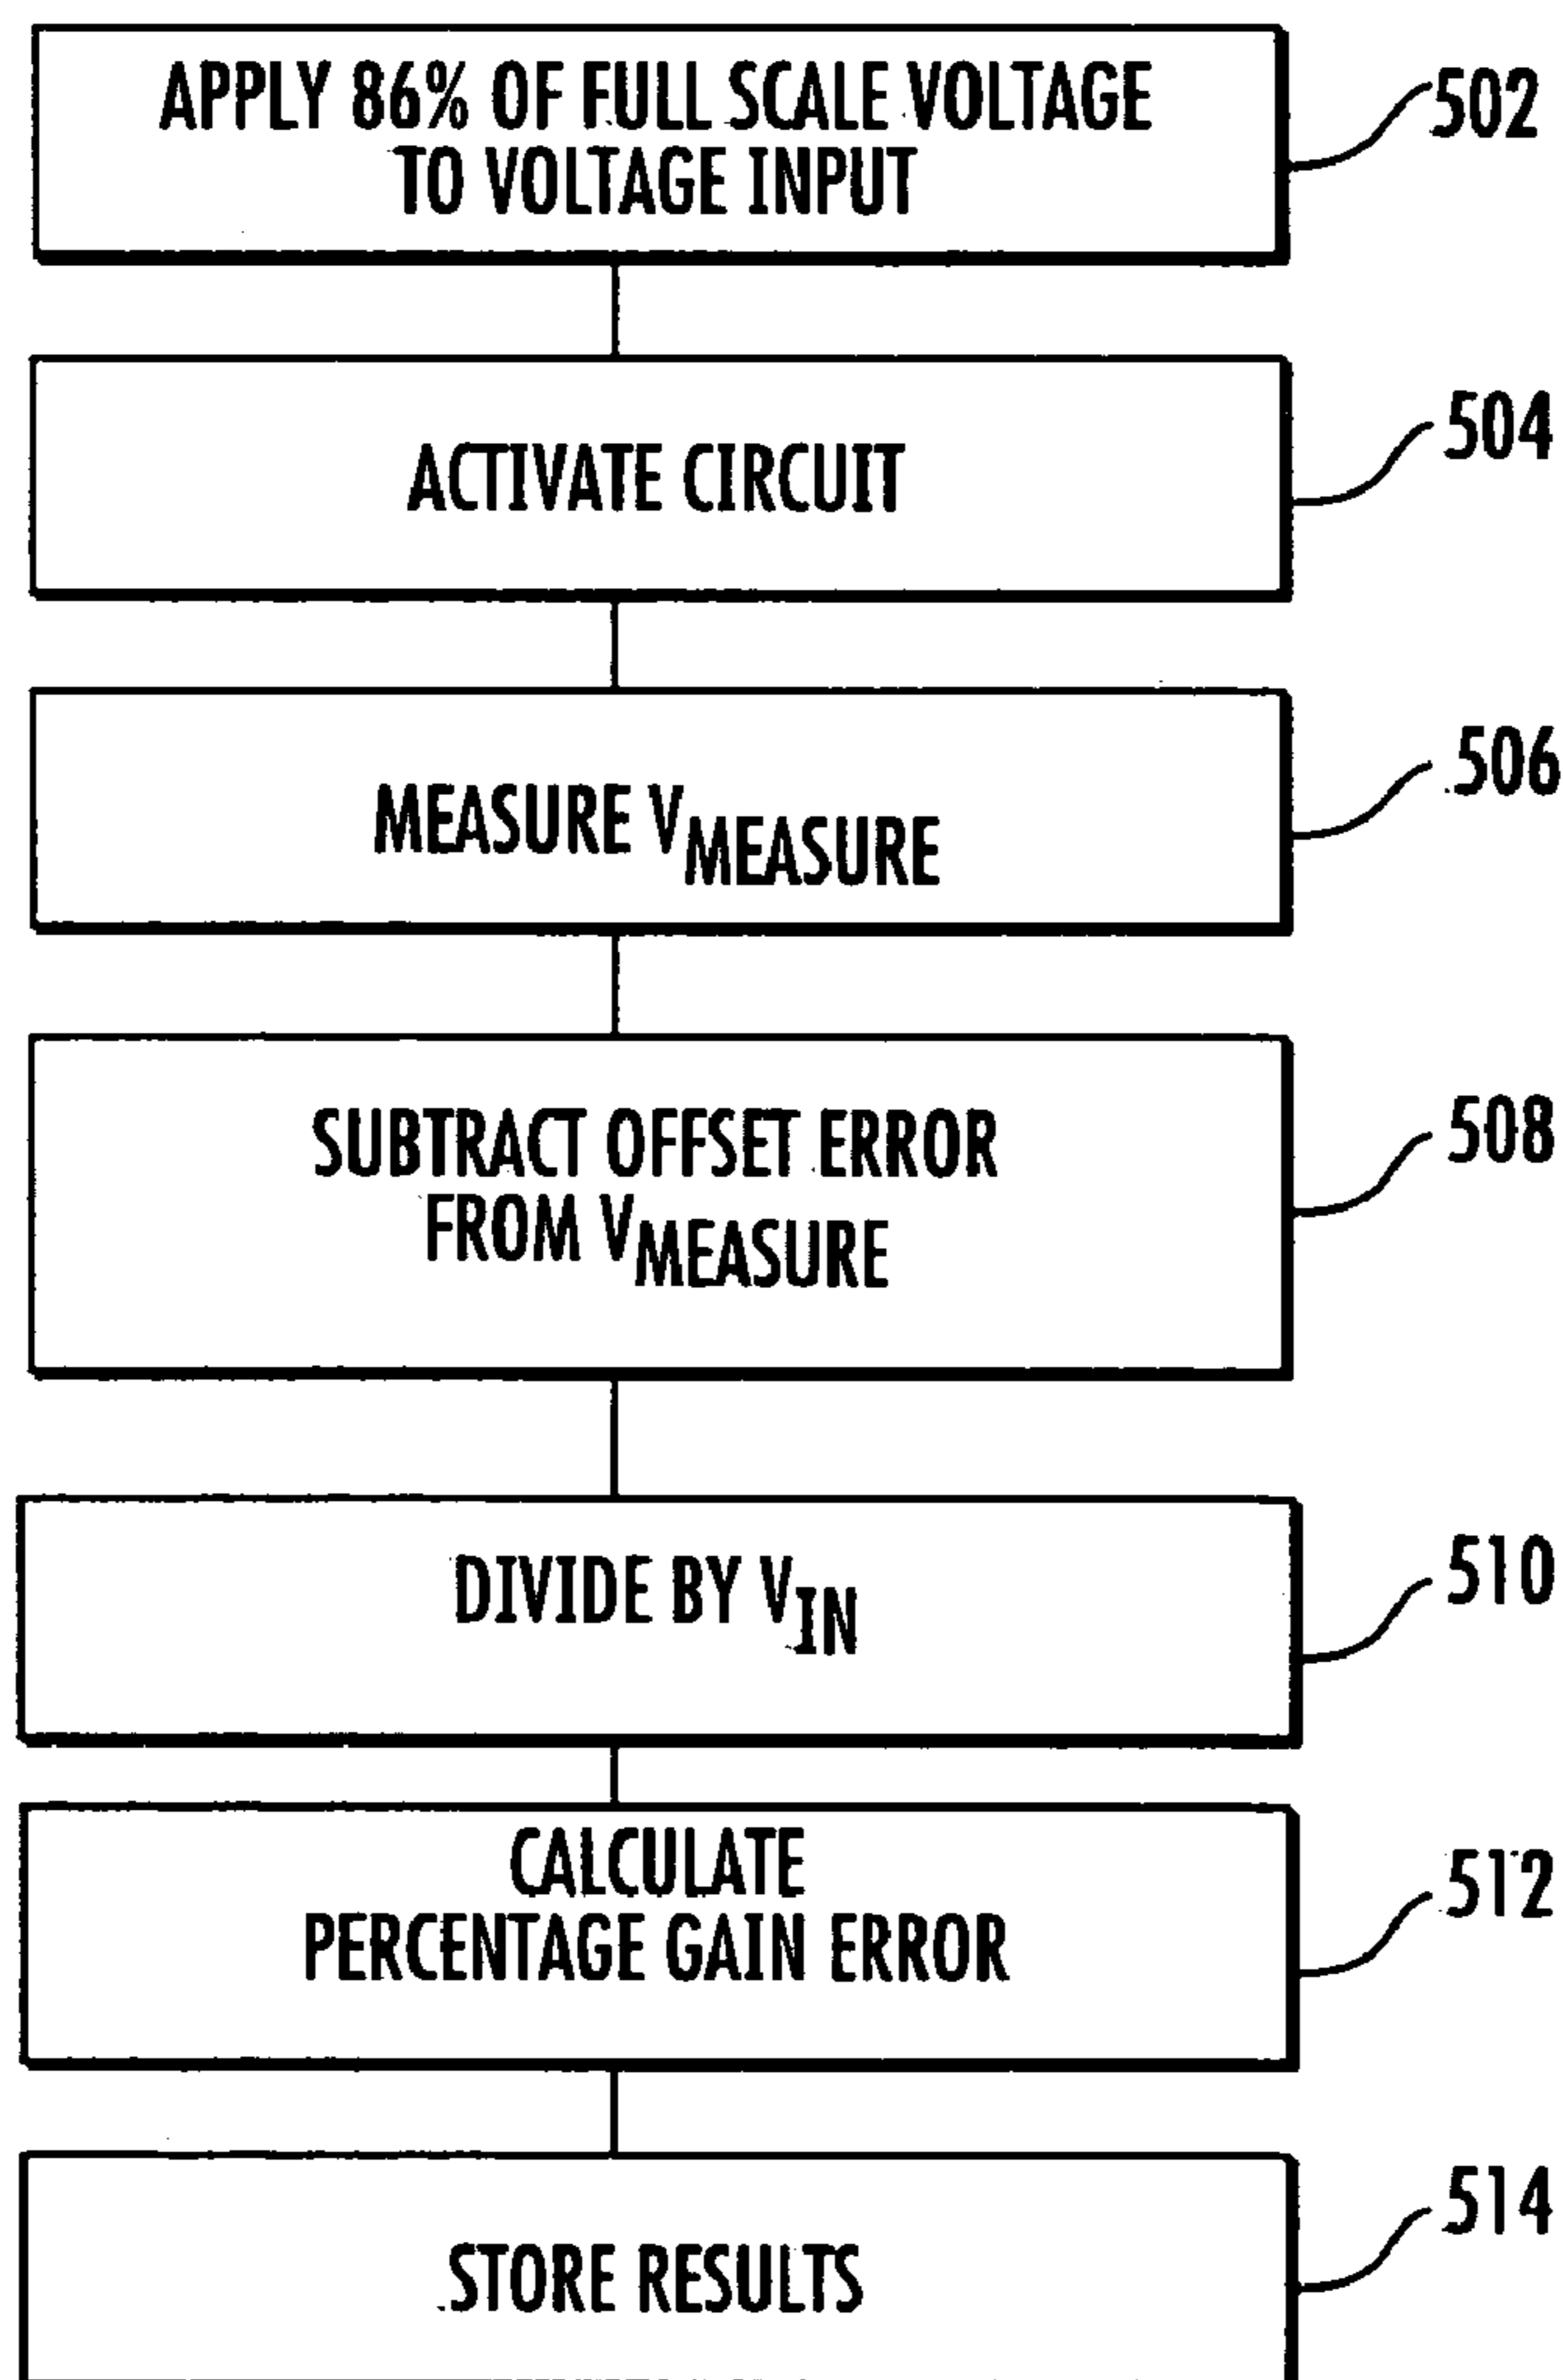 APPLY 86% OF FULL SCALE VOLTAGE
TO VOLTAGE INPUT
502
ACTIVATE CIRCUIT
504
MEASURE VMEASURE
506
SUBTRACT OFFSET ERROR
FROM VMEASURE
508
DIVIDE BY VIN
510
CALCULATE
PERCENTAGE GAIN ERROR
512
STORE RESULTS
514